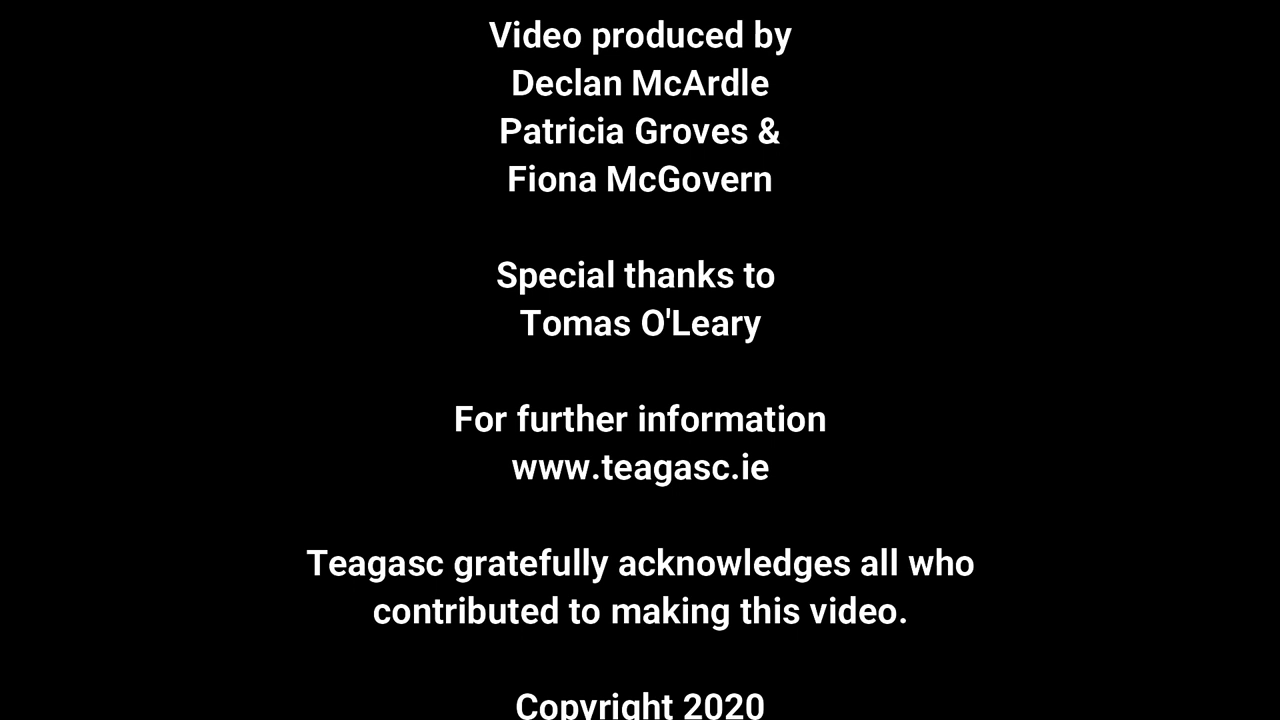 Video produced by
Declan McArdle
Patricia Groves &
Fiona McGovern
Special thanks to
Tomas O'Leary
For further information
www.teagasc.ie
Teagasc gratefully acknowledges all who
contributed to making this video.
Copyright 2020